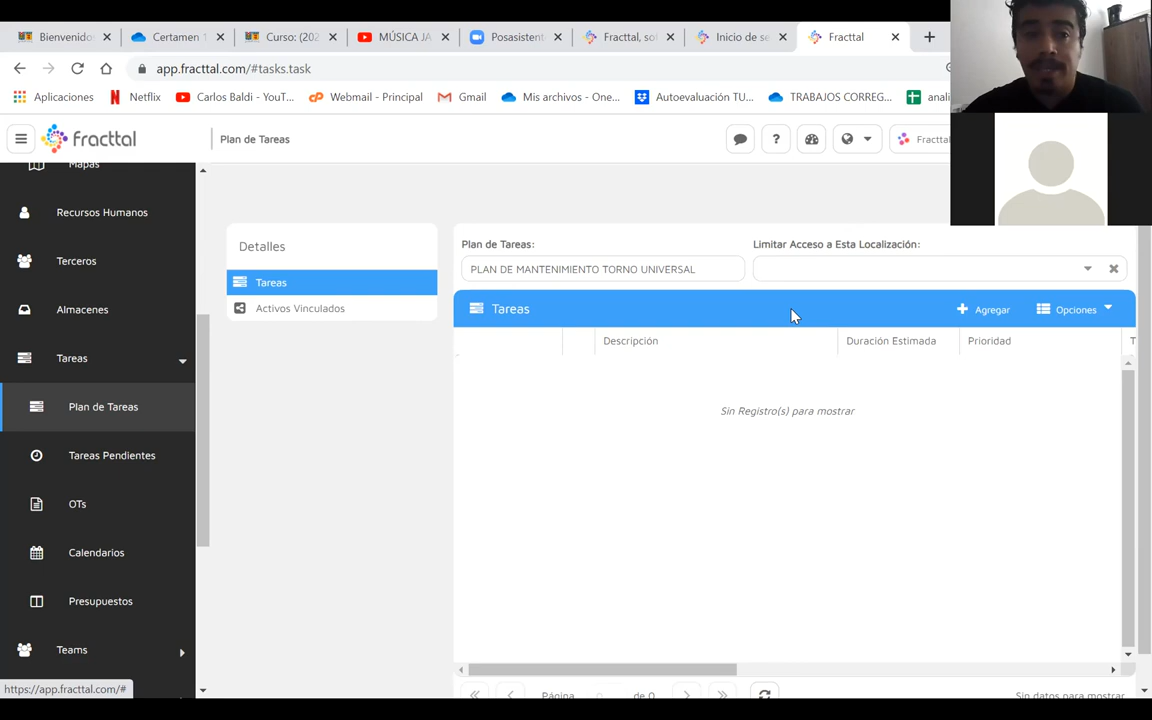 Bienvenido
Certamen 1
Curso: (202
MÚSICA JA
Posasistent
Fracttal, sof
Inicio de se
Fracttal
app.fracttal.com/#tasks.task
Aplicaciones
Netflix
Carlos Baldi - YouT...
Webmail - Principal
Gmail
Mis archivos - One...
Autoevaluación TU...
TRABAJOS CORREG...
anali
fracttal
Plan de Tareas
?
Fracttal
Mapas
Recursos Humanos
Terceros
Almacenes
Tareas
Plan de Tareas
Tareas Pendientes
OTs
Calendarios
Presupuestos
Teams
Detalles
Tareas
Activos Vinculados
Plan de Tareas:
Limitar Acceso a Esta Localización:
PLAN DE MANTENIMIENTO TORNO UNIVERSAL
Tareas
Agregar
Opciones
Descripción
Duración Estimada
Prioridad
T
Sin Registro(s) para mostrar
Página
0
de 0
Sin datos para mostrar
https://app.fracttal.com/#